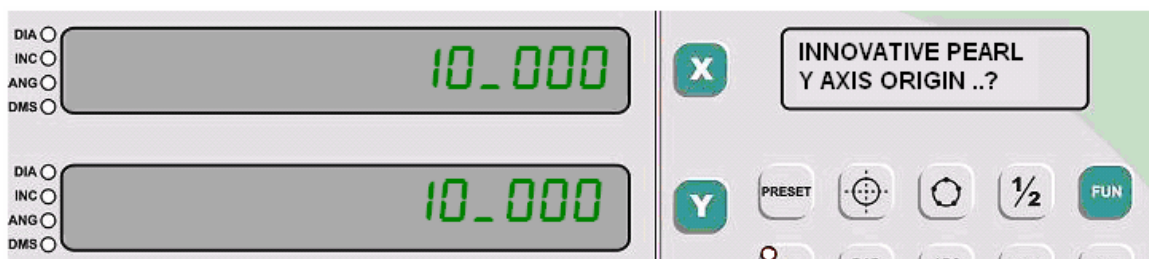 DIA
INC
ANG
DMS
10_000
X
INNOVATIVE PEARL
Y AXIS ORIGIN ..?
DIA
INC
ANG
DMS
10_000
Y
PRESET
½
FUN